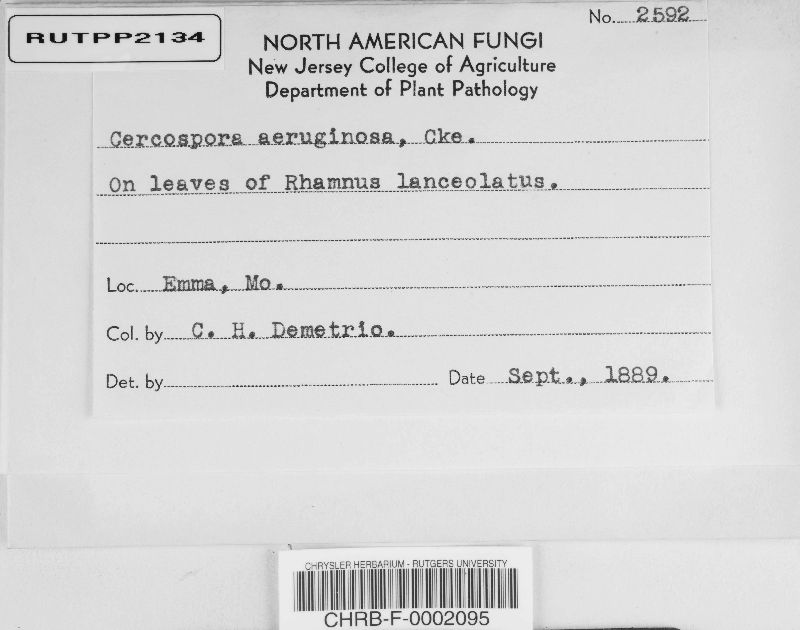 RUTPP2134
No. 2592
NORTH AMERICAN FUNGI
New Jersey College of Agriculture
Department of Plant Pathology
Cercospora aeruginosa, Cke.
On leaves of Rhamnus lanceolatus.
Loc. Emma, Mo.
Col. by C. H. Demetrio.
Det. by
Date Sept., 1889.
CHRYSLER HERBARIUM - RUTGERS UNIVERSITY
CHRB-F-0002095